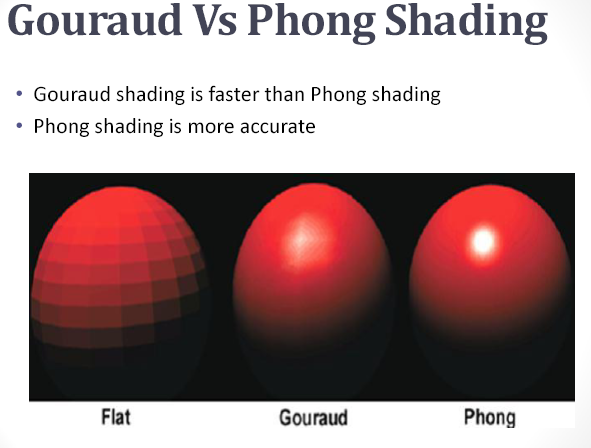 Gouraud Vs Phong Shading
• Gouraud shading is faster than Phong shading
• Phong shading is more accurate
Flat Gouraud Phong